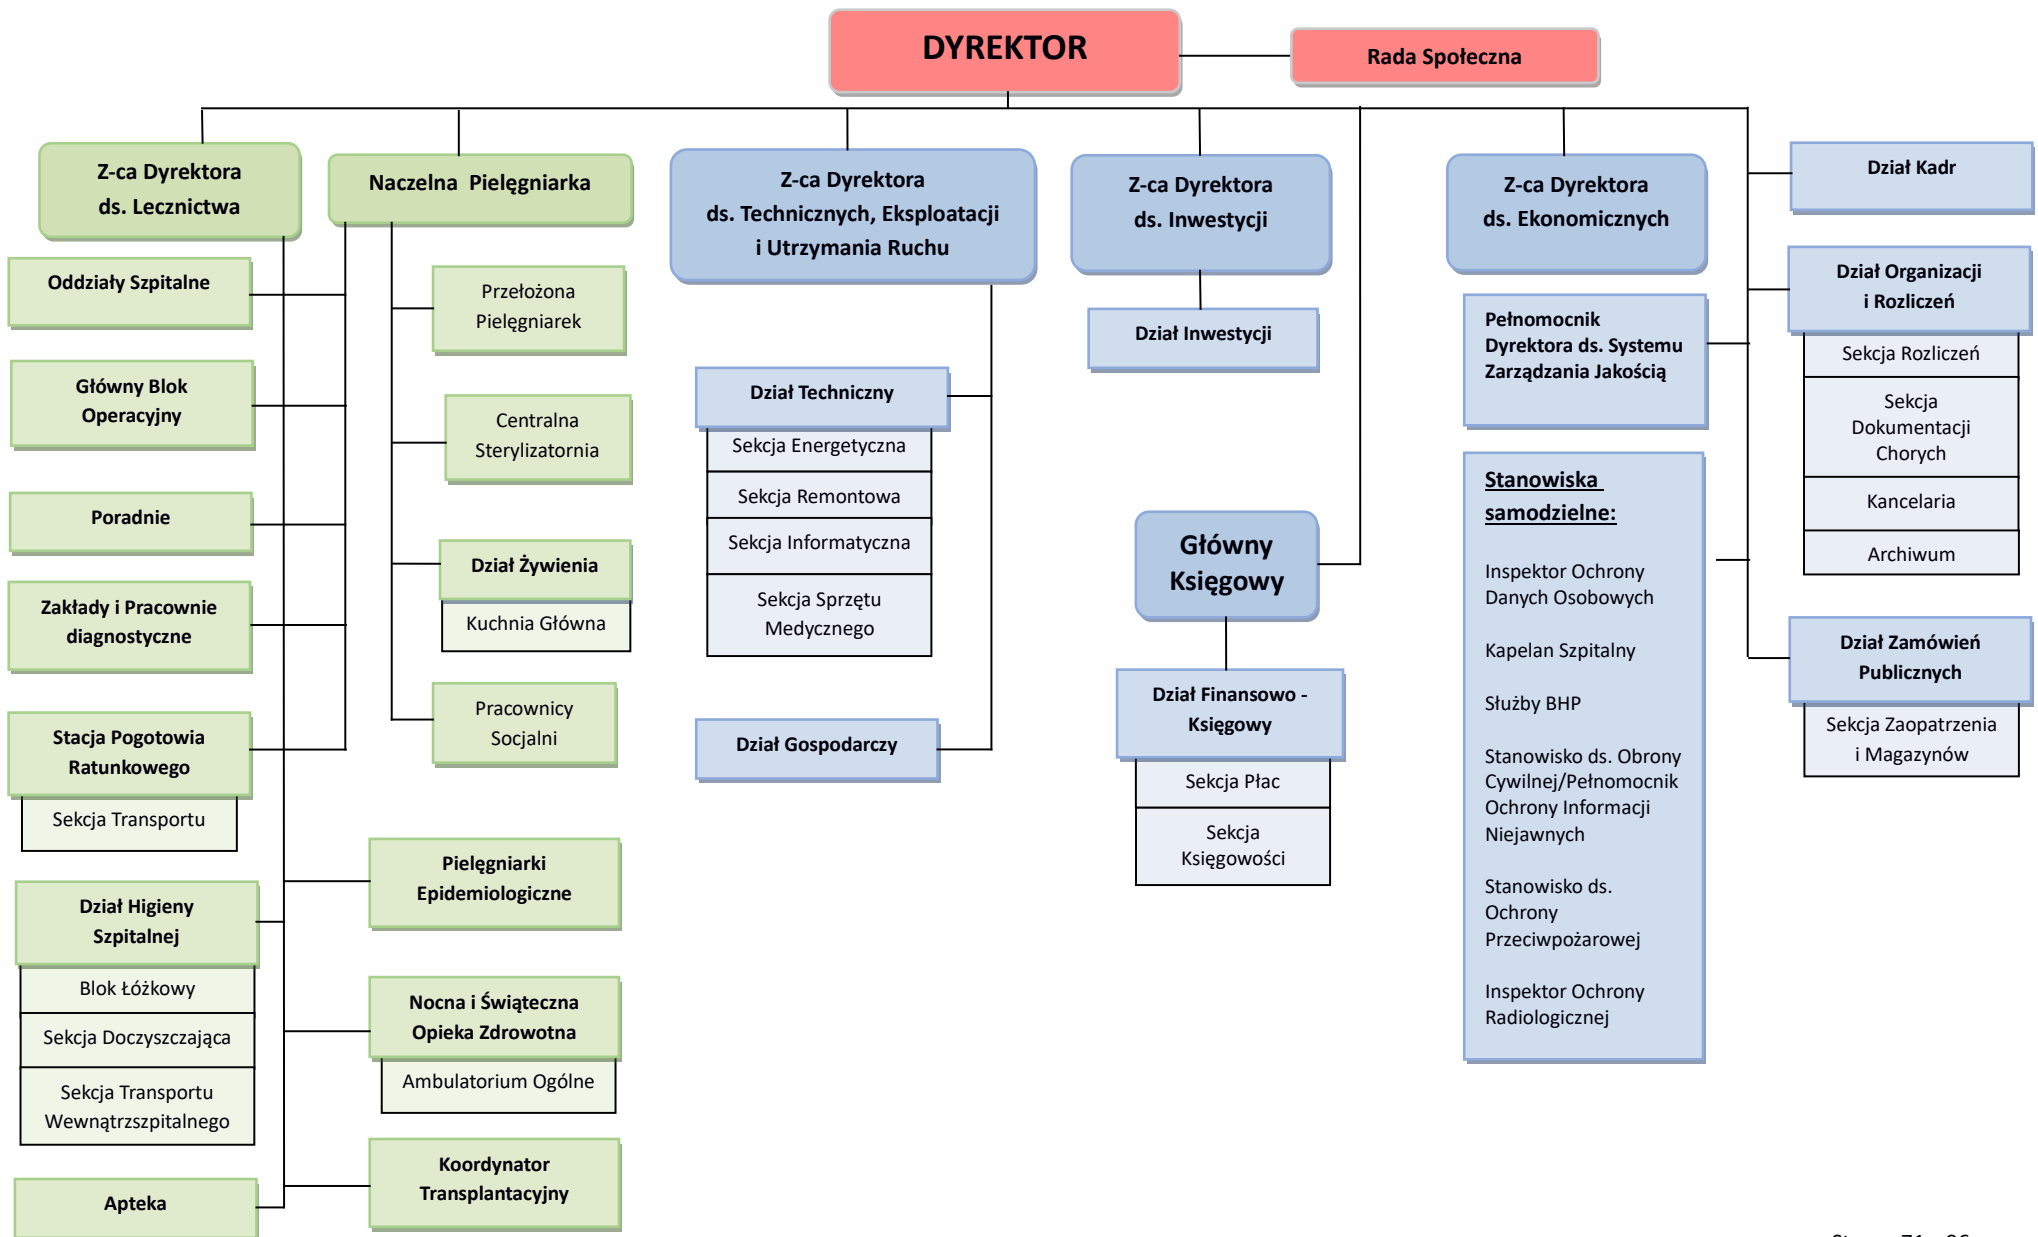 DYREKTOR
Rada Społeczna
Z-ca Dyrektora
ds. Lecznictwa
Naczelna Pielęgniarka
Z-ca Dyrektora
ds. Technicznych, Eksploatacji
i Utrzymania Ruchu
Z-ca Dyrektora
ds. Inwestycji
Z-ca Dyrektora
ds. Ekonomicznych
Dział Kadr
Oddziały Szpitalne
Główny Blok
Operacyjny
Poradnie
Zakłady i Pracownie
diagnostyczne
Stacja Pogotowia
Ratunkowego
Sekcja Transportu
Dział Higieny
Szpitalnej
Blok Łóżkowy
Sekcja Doczyszczająca
Sekcja Transportu
Wewnątrzszpitalnego
Apteka
Przełożona
Pielęgniarek
Centralna
Sterylizatornia
Dział Żywienia
Kuchnia Główna
Pracownicy
Socjalni
Pielęgniarki
Epidemiologiczne
Nocna i Świąteczna
Opieka Zdrowotna
Ambulatorium Ogólne
Koordynator
Transplantacyjny
Dział Techniczny
Sekcja Energetyczna
Sekcja Remontowa
Sekcja Informatyczna
Sekcja Sprzętu
Medycznego
Dział Gospodarczy
Dział Inwestycji
Główny
Księgowy
Dział Finansowo -
Księgowy
Sekcja Płac
Sekcja
Księgowości
Pełnomocnik
Dyrektora ds. Systemu
Zarządzania Jakością
Stanowiska
samodzielne:
Inspektor Ochrony
Danych Osobowych
Kapelan Szpitalny
Służby BHP
Stanowisko ds. Obrony
Cywilnej/Pełnomocnik
Ochrony Informacji
Niejawnych
Stanowisko ds.
Ochrony
Przeciwpożarowej
Inspektor Ochrony
Radiologicznej
Dział Organizacji
i Rozliczeń
Sekcja Rozliczeń
Sekcja
Dokumentacji
Chorych
Kancelaria
Archiwum
Dział Zamówień
Publicznych
Sekcja Zaopatrzenia
i Magazynów